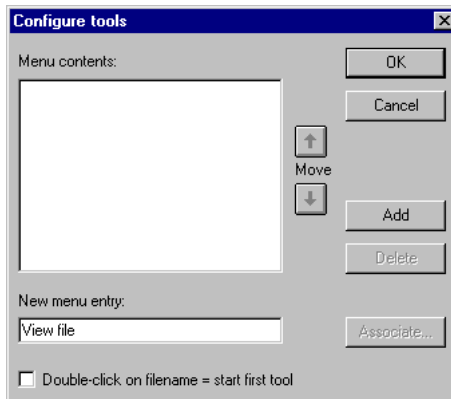 Configure tools
Menu contents:
OK
Cancel
Move
Add
Delete
New menu entry:
View file
Associate...
Double-click on filename = start first tool